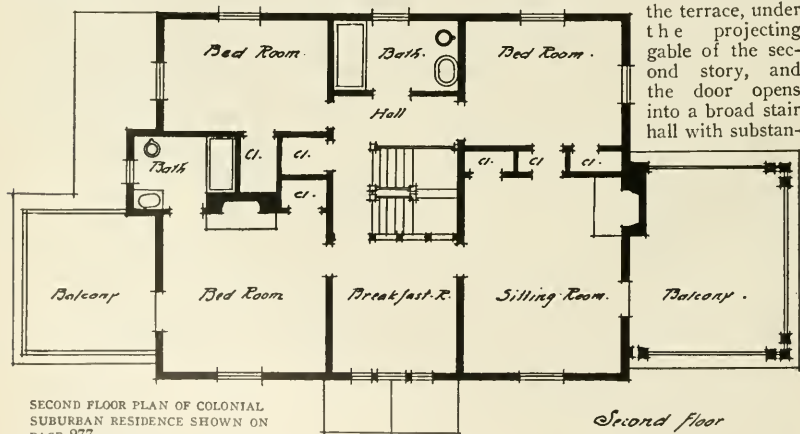 the terrace, under
the projecting
gable of the sec-
ond story, and
the door opens
into a broad stair
hall with substan-
Bed Room.
Bath.
Bed Room.
Hall
Bath
Cl.
Cl.
Cl.
Cl.
Cl.
Cl.
Balcony
Bed Room
Breakfast. R.
Sitting Room.
Balcony.
SECOND FLOOR PLAN OF COLONIAL
SUBURBAN RESIDENCE SHOWN ON
PAGE 977
Second floor